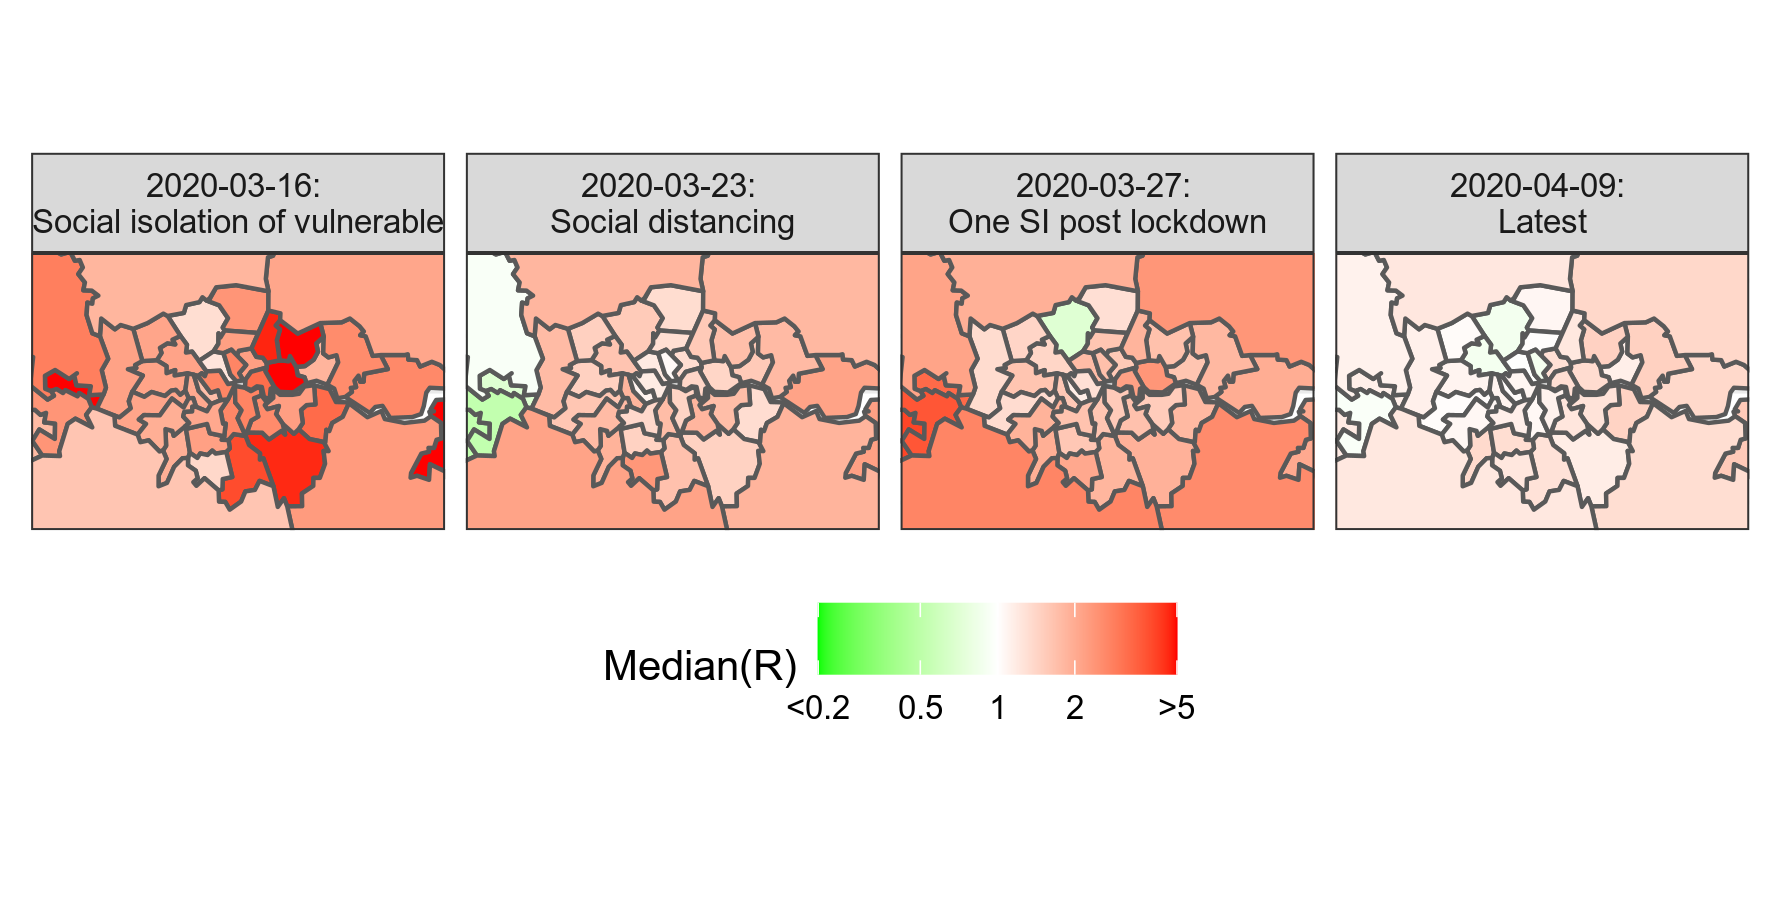 2020-03-16:
Social isolation of vulnerable
2020-03-23:
Social distancing
2020-03-27:
One SI post lockdown
2020-04-09:
Latest
Median(R)
<0.2 0.5 1 2 >5